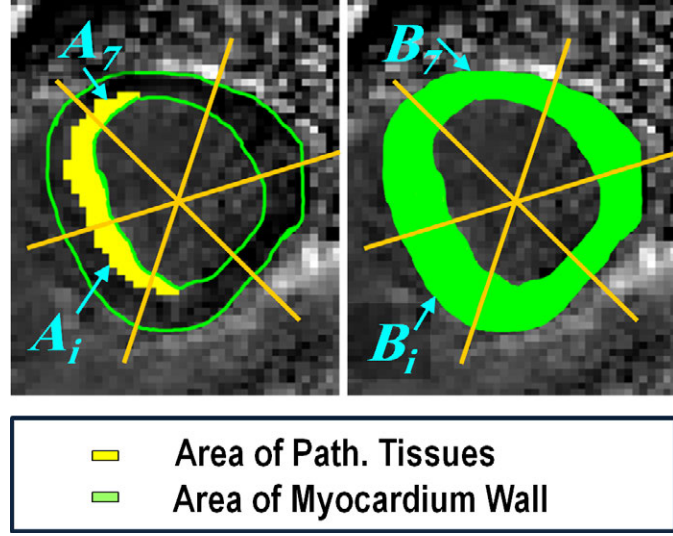 A7
B7
Ai
Bi
Area of Path. Tissues
Area of Myocardium Wall